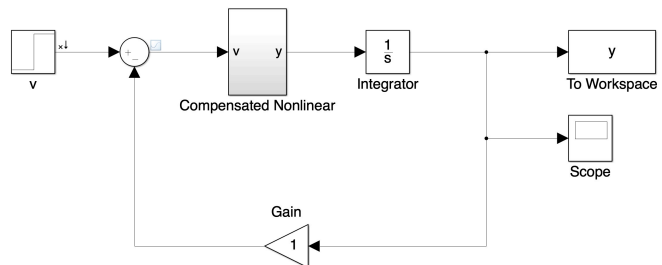 ×↓
+
−
v y
1
s
y
v
Compensated Nonlinear
Integrator
To Workspace
Scope
Gain
1